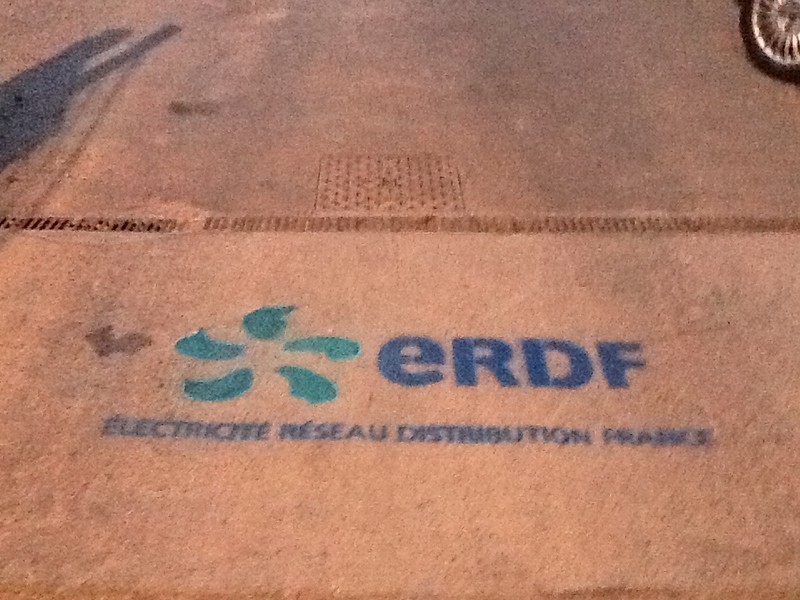 eRDF
ÉLECTRICITÉ RÉSEAU DISTRIBUTION FRANCE